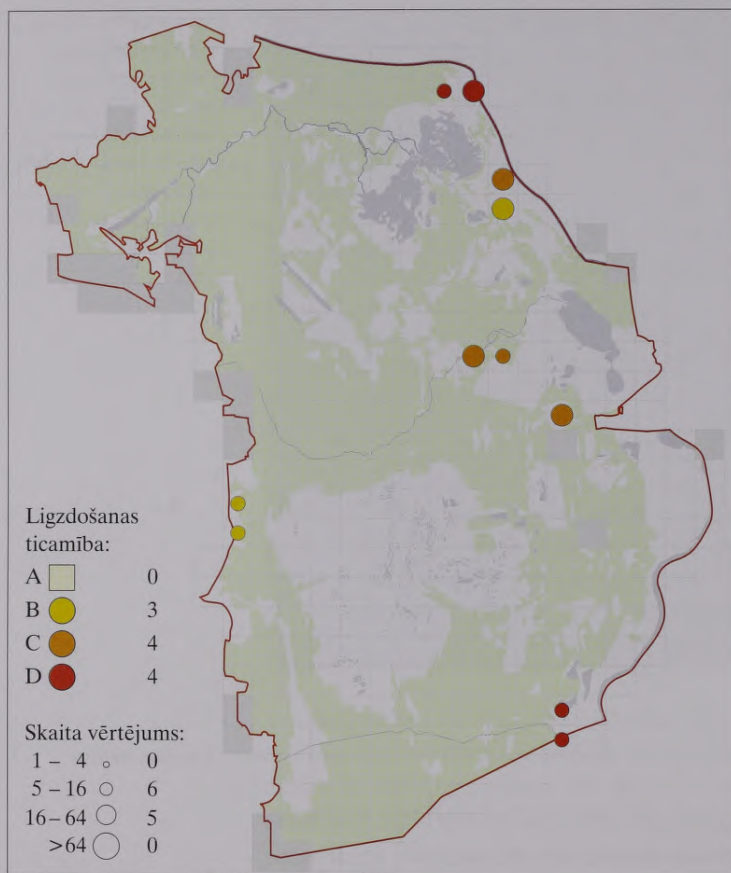 Ligzdošanas
ticamība:
A 0
B 3
C 4
D 4
Skaita vērtējums:
1 – 4 0
5 – 16 6
16 – 64 5
>64 0